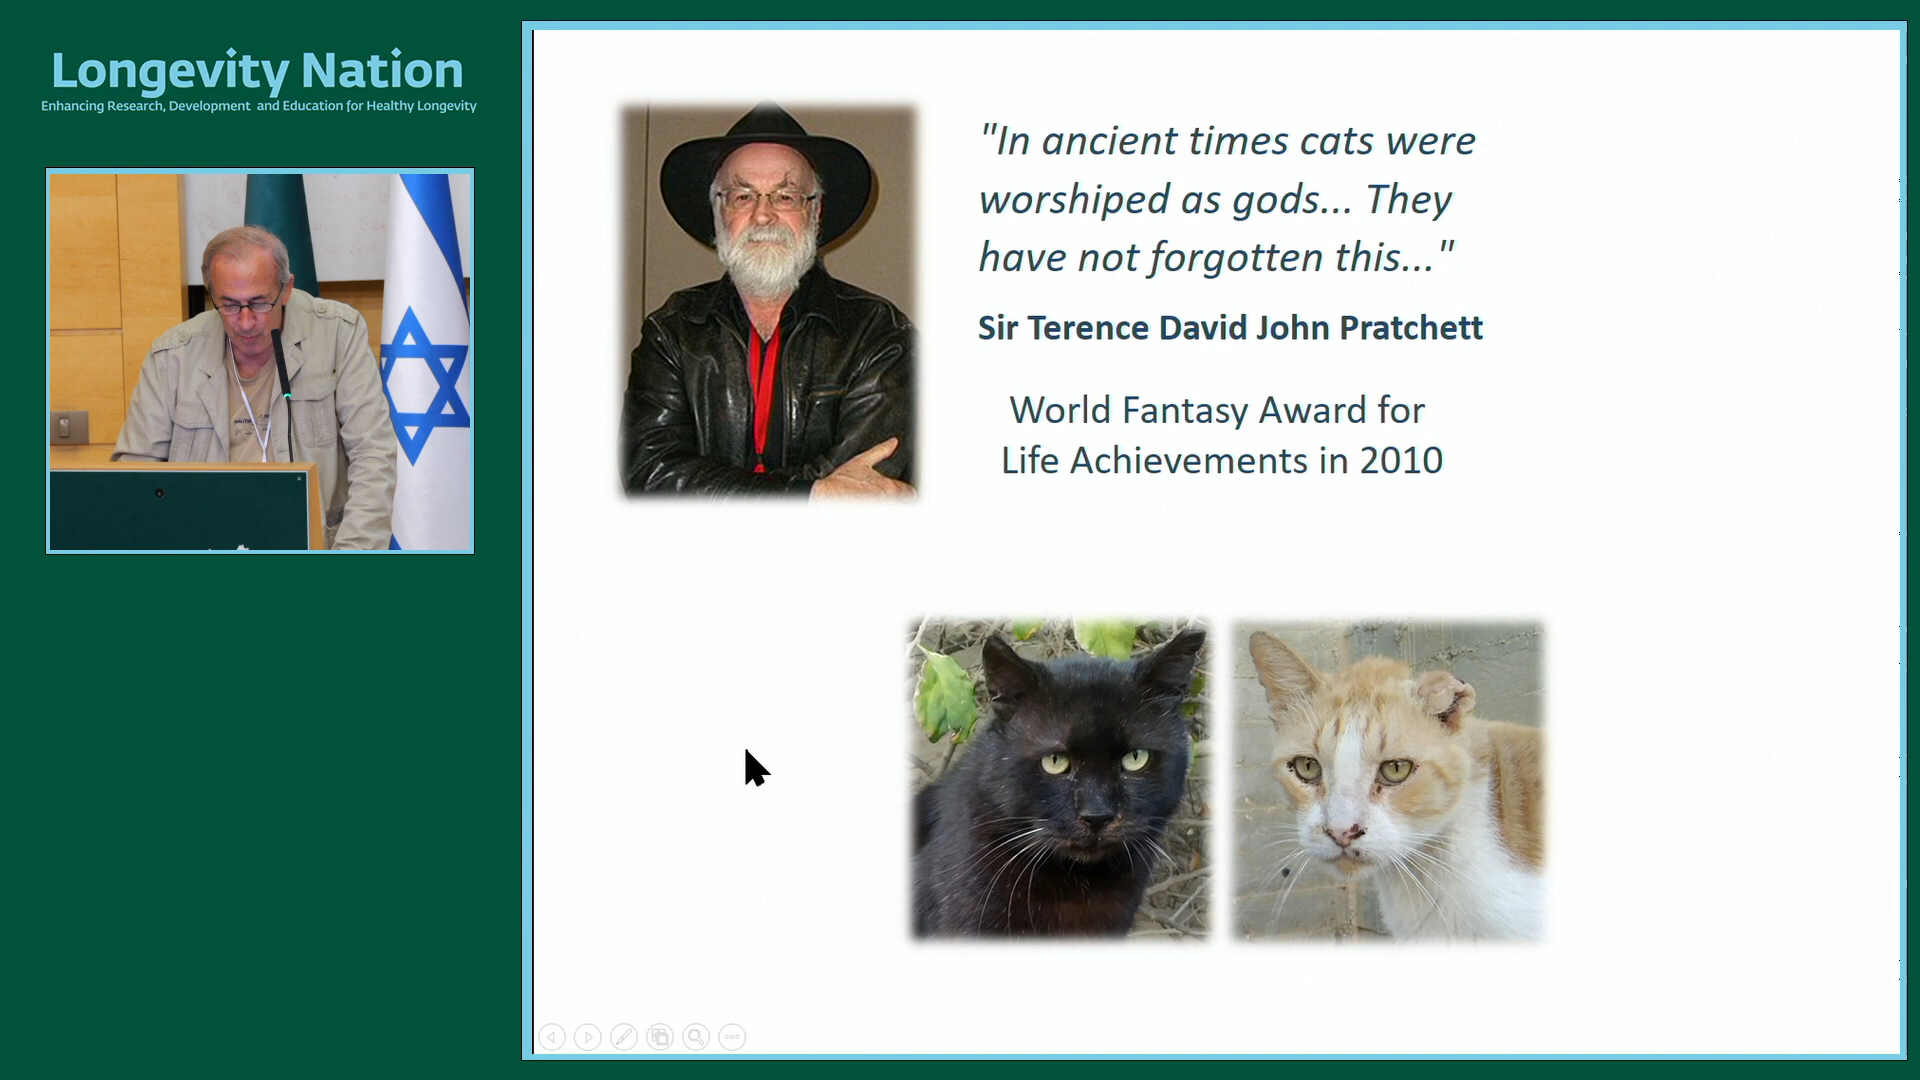 Longevity Nation
Enhancing Research, Development and Education for Healthy Longevity
"In ancient times cats were
worshiped as gods... They
have not forgotten this..."
Sir Terence David John Pratchett
World Fantasy Award for
Life Achievements in 2010